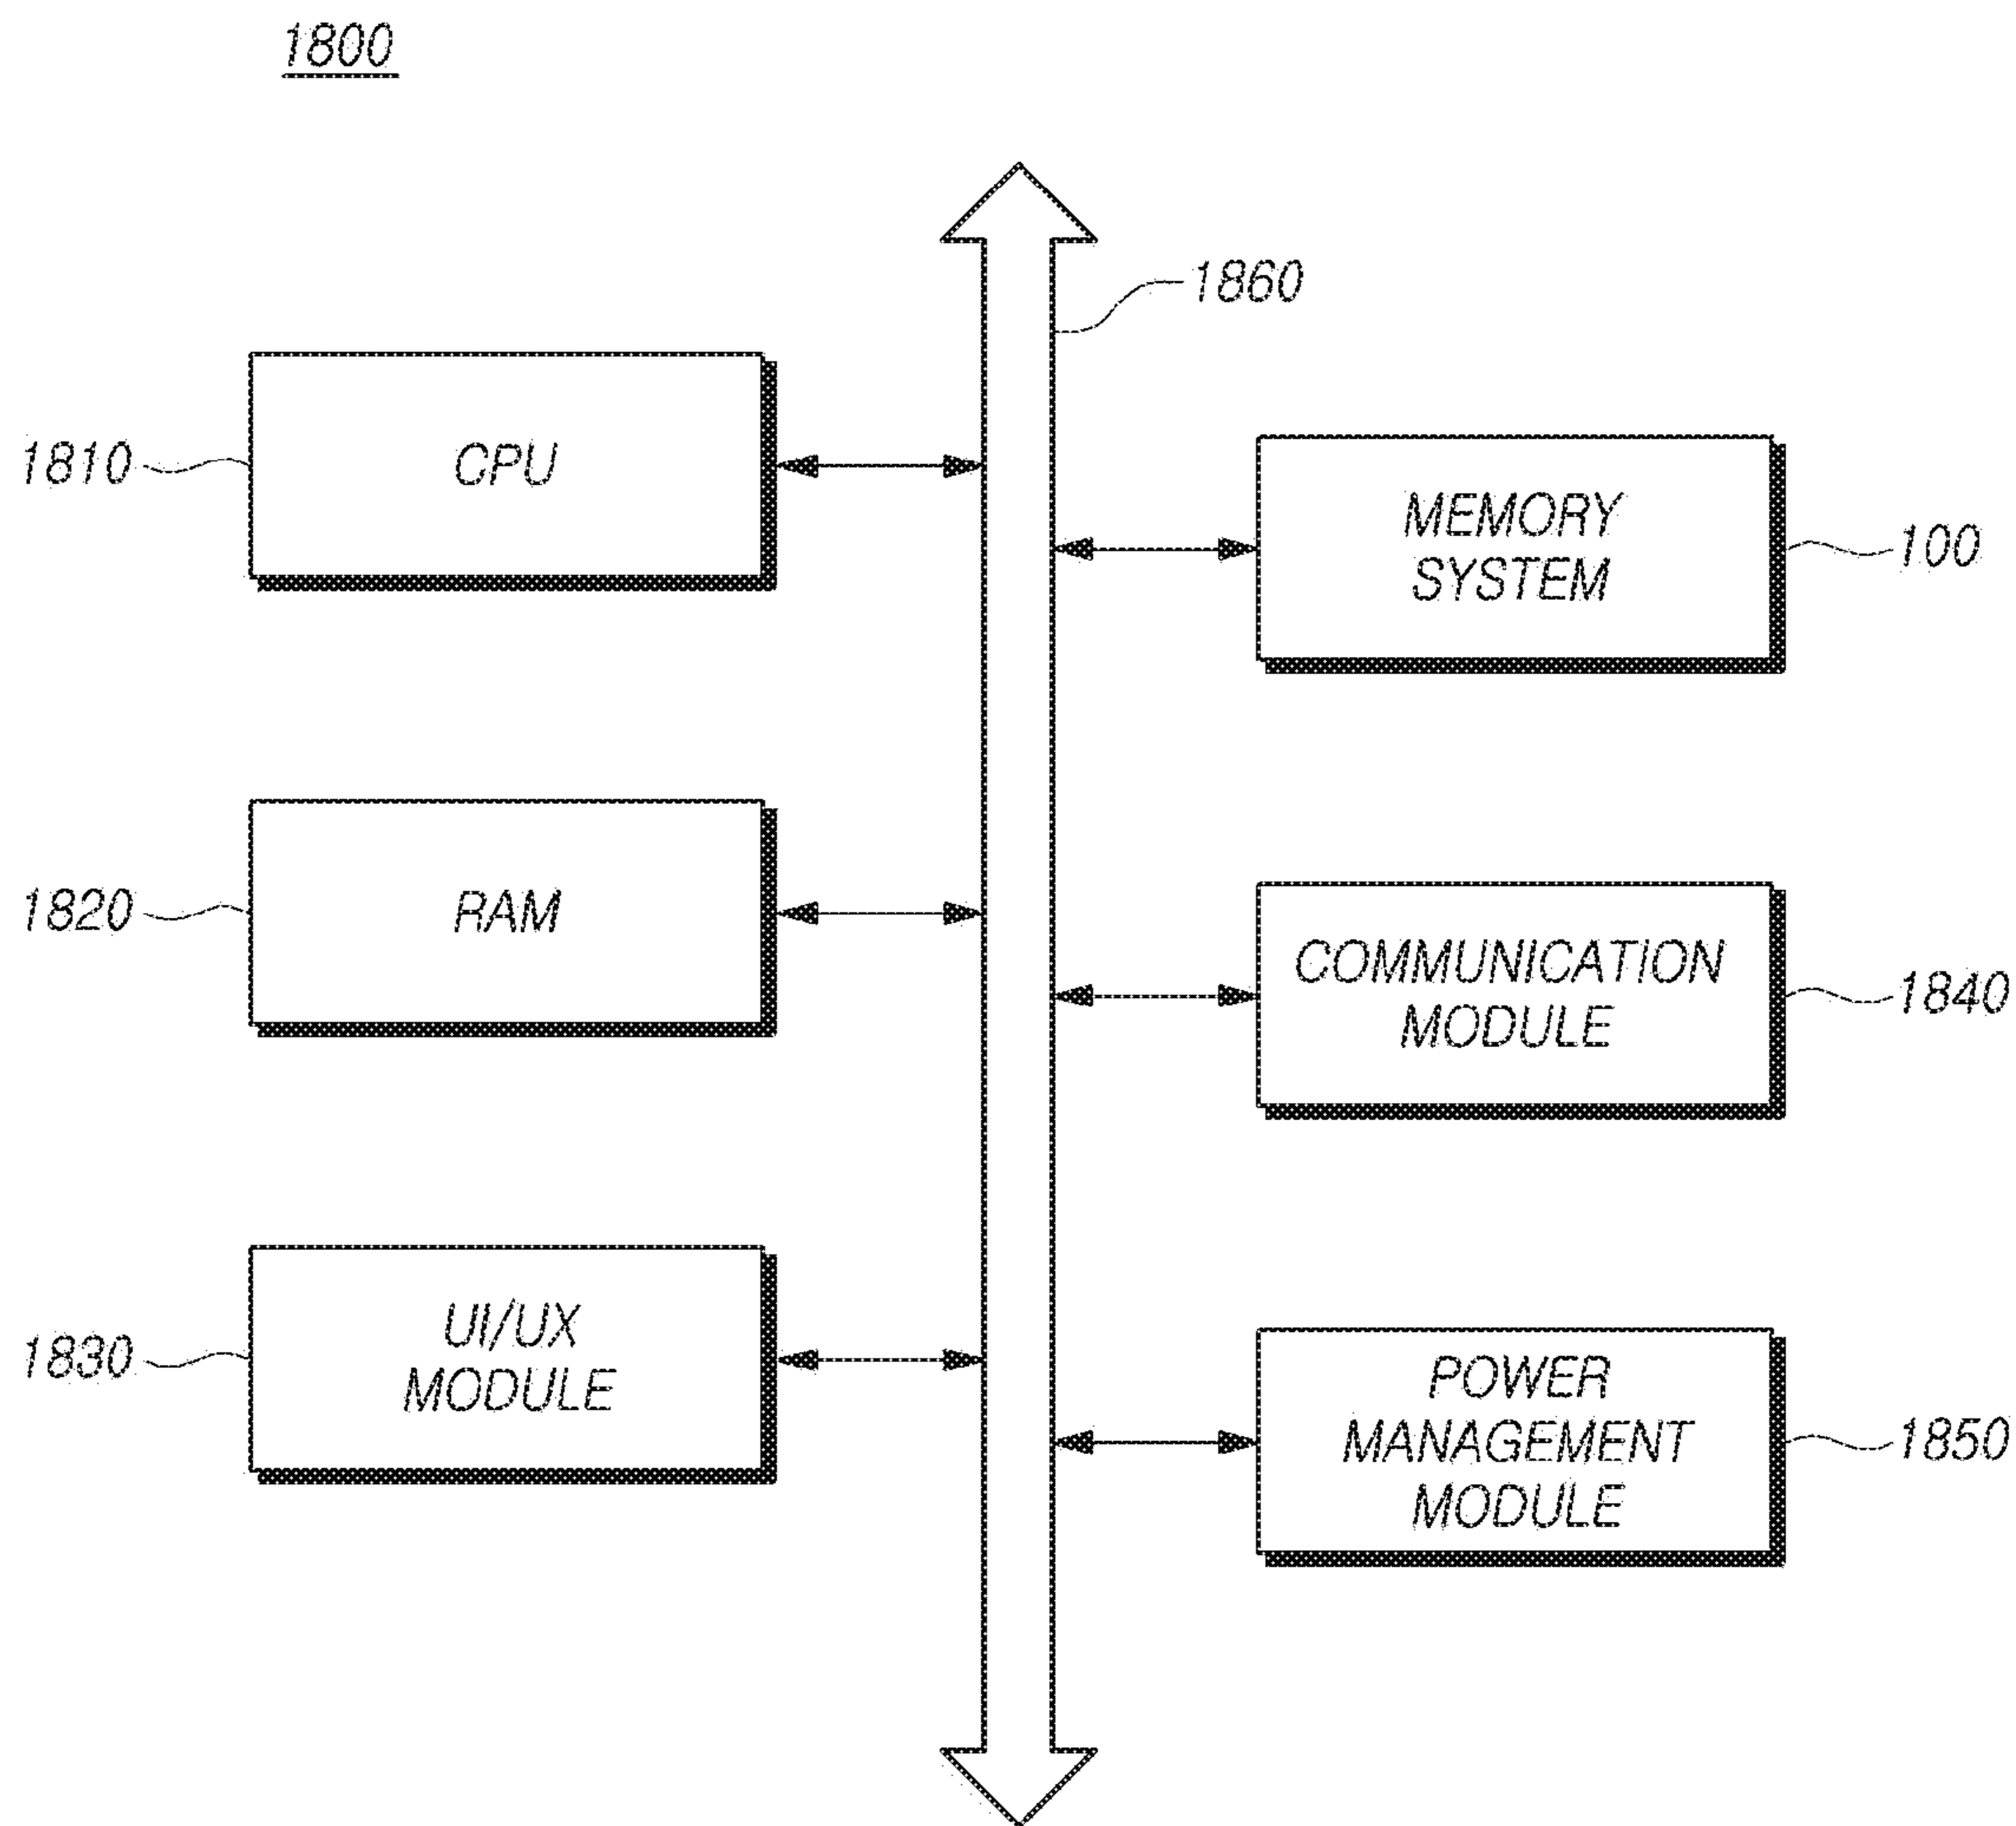 1800
1860
1810
CPU
MEMORY
SYSTEM
100
1820
RAM
COMMUNICATION
MODULE
1840
1830
UI/UX
MODULE
POWER
MANAGEMENT
MODULE
1850